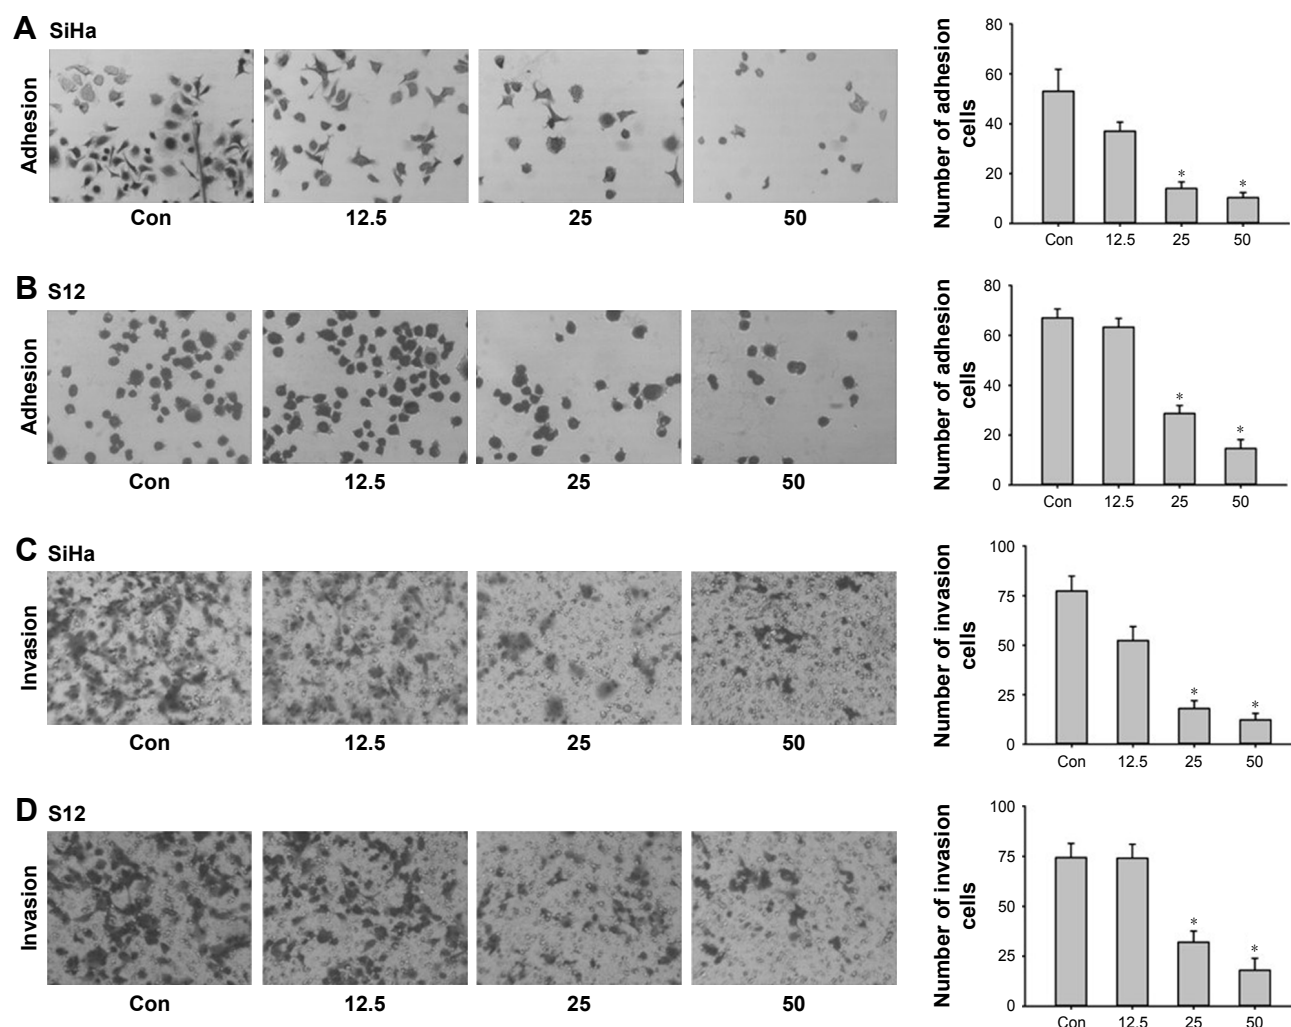 A SiHa
Adhesion
Con 12.5 25 50
Number of adhesion
cells
80
60
40
20
0
* *
Con 12.5 25 50
B S12
Adhesion
Con 12.5 25 50
Number of adhesion
cells
80
60
40
20
0
* *
Con 12.5 25 50
C SiHa
Invasion
Con 12.5 25 50
Number of invasion
cells
100
75
50
25
0
* *
Con 12.5 25 50
D S12
Invasion
Con 12.5 25 50
Number of invasion
cells
100
75
50
25
0
* *
Con 12.5 25 50